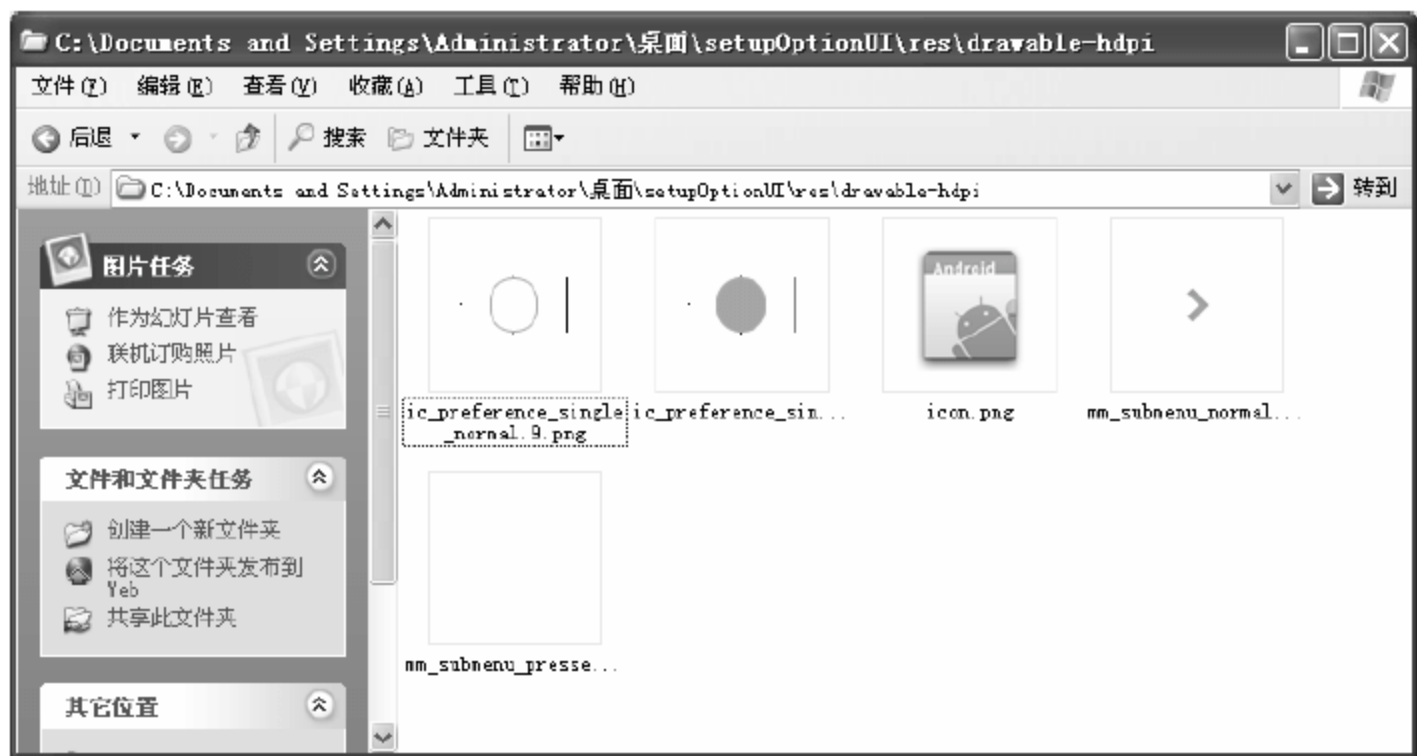 C:\Documents and Settings\Administrator\桌面\setupOptionUI\res\drawable-hdpi
文件(F) 编辑(E) 查看(V) 收藏(A) 工具(T) 帮助(H)
后退 搜索 文件夹
地址(D) C:\Documents and Settings\Administrator\桌面\setupOptionUI\res\drawable-hdpi 转到
图片任务
作为幻灯片查看
联机订购照片
打印图片
文件和文件夹任务
创建一个新文件夹
将这个文件夹发布到
Web
共享此文件夹
其它位置
Android
ic_preference_single
_normal.9.png
ic_preference_sin...
icon.png
mm_submenu_normal...
mm_submenu_presse...